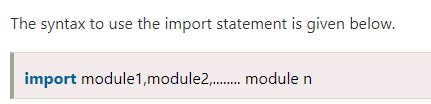 The syntax to use the import statement is given below.
import module1,module2,........ module n